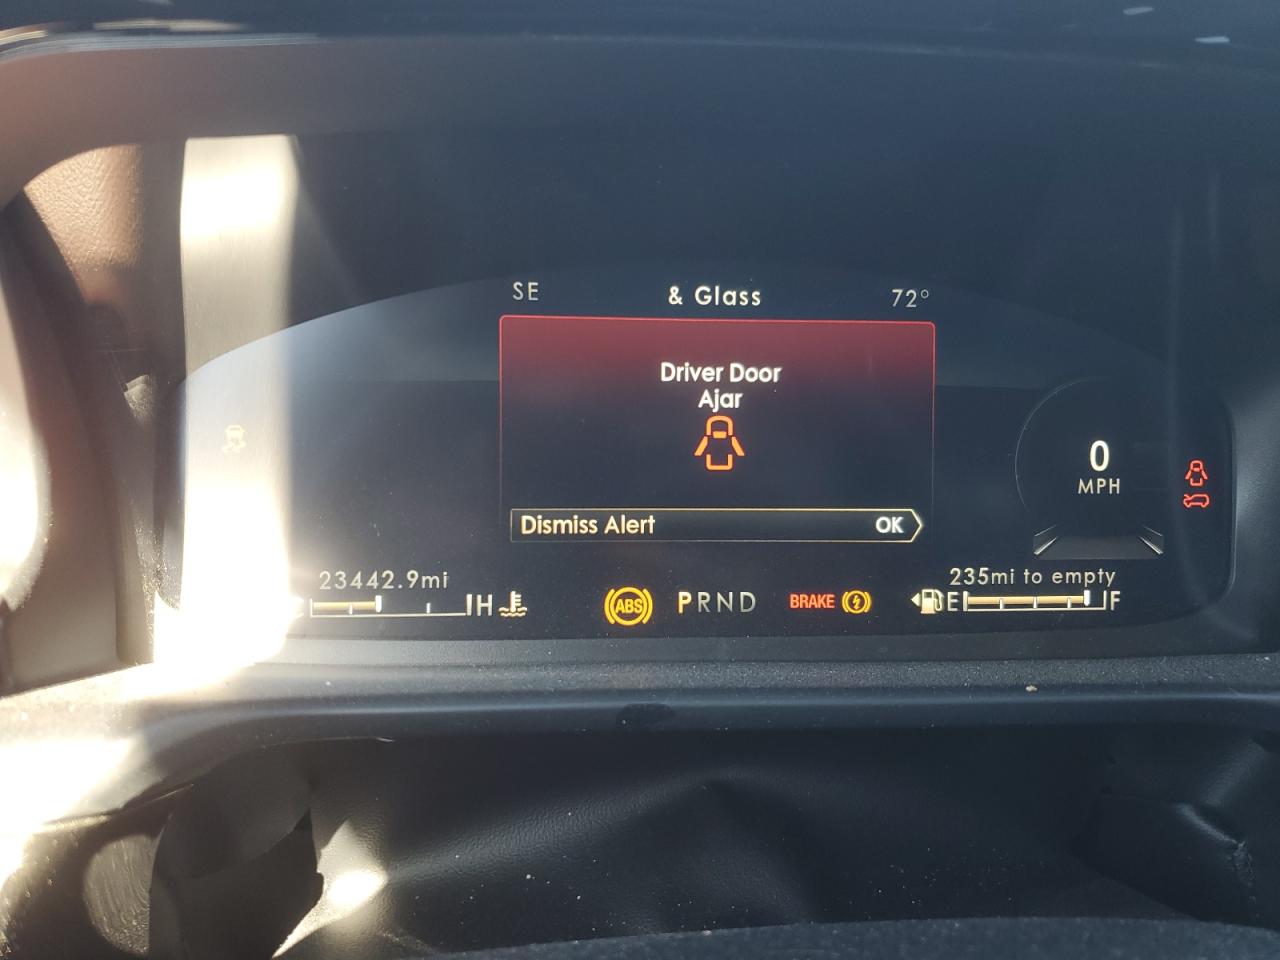 SE & Glass 72°
Driver Door
Ajar
Dismiss Alert OK
0
MPH
23442.9mi
H
ABS
PRND
BRAKE
235mi to empty
E F